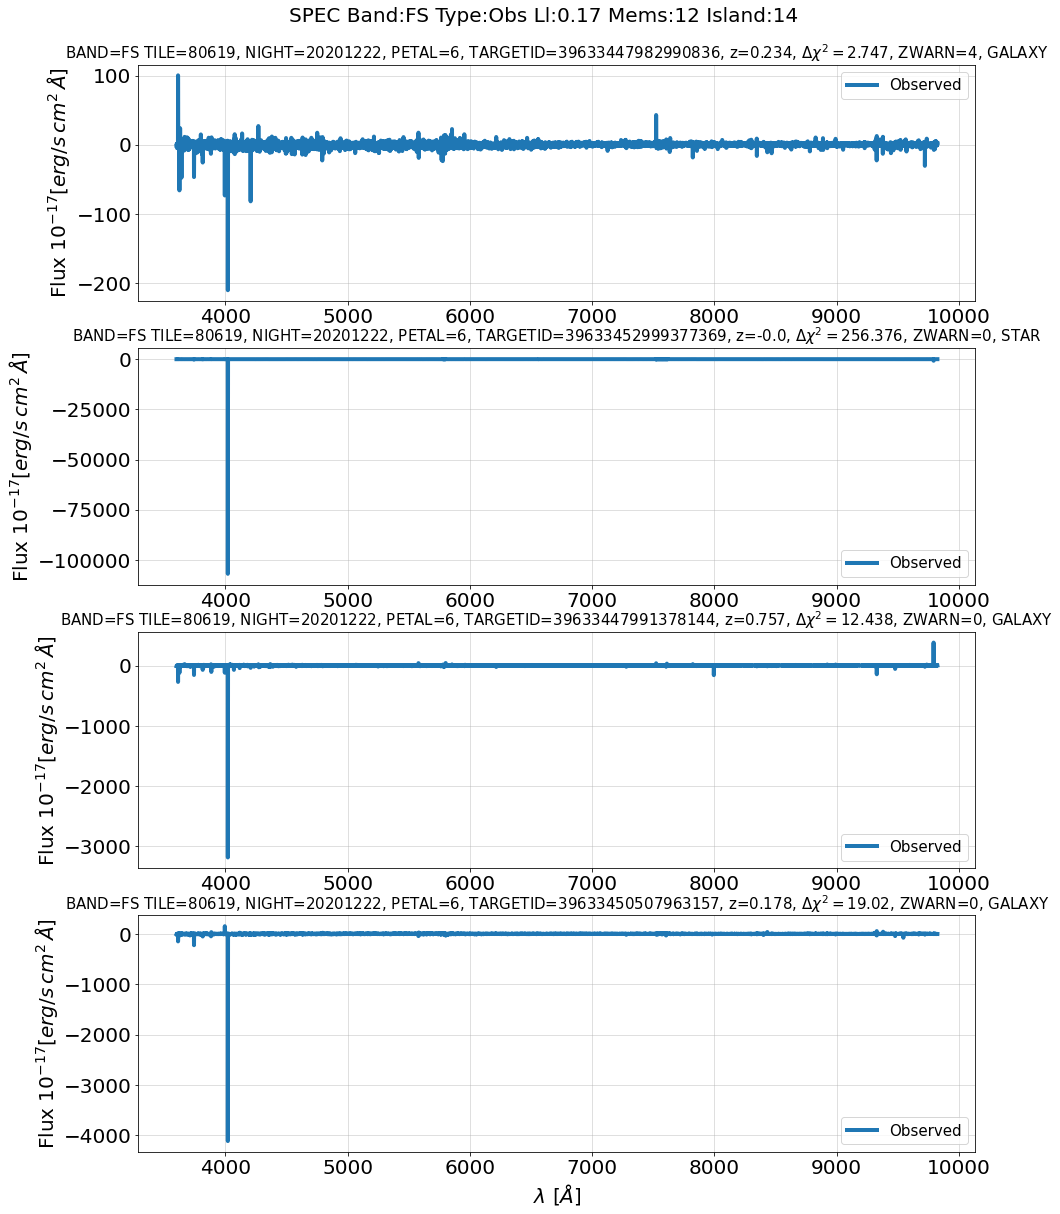 SPEC Band:FS Type:Obs Ll:0.17 Mems:12 Island:14
BAND=FS TILE=80619, NIGHT=20201222, PETAL=6, TARGETID=39633447982990836, z=0.234, Δχ² = 2.747, ZWARN=4, GALAXY
Flux 10⁻¹⁷[erg/s cm² Å]
100
0
−100
−200
Observed
4000 5000 6000 7000 8000 9000 10000
BAND=FS TILE=80619, NIGHT=20201222, PETAL=6, TARGETID=39633452999377369, z=-0.0, Δχ² = 256.376, ZWARN=0, STAR
Flux 10⁻¹⁷[erg/s cm² Å]
0
−25000
−50000
−75000
−100000
Observed
4000 5000 6000 7000 8000 9000 10000
BAND=FS TILE=80619, NIGHT=20201222, PETAL=6, TARGETID=39633447991378144, z=0.757, Δχ² = 12.438, ZWARN=0, GALAXY
Flux 10⁻¹⁷[erg/s cm² Å]
0
−1000
−2000
−3000
Observed
4000 5000 6000 7000 8000 9000 10000
BAND=FS TILE=80619, NIGHT=20201222, PETAL=6, TARGETID=39633450507963157, z=0.178, Δχ² = 19.02, ZWARN=0, GALAXY
Flux 10⁻¹⁷[erg/s cm² Å]
0
−1000
−2000
−3000
−4000
Observed
4000 5000 6000 7000 8000 9000 10000
λ [Å]